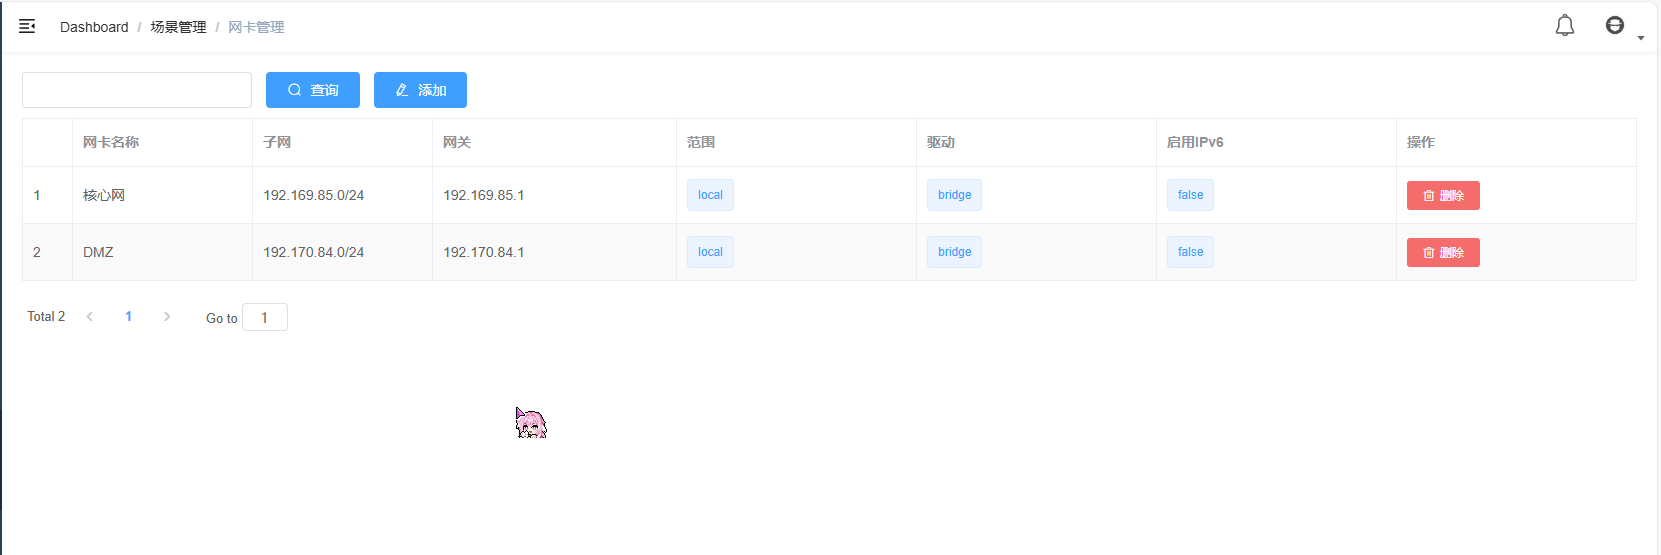 Dashboard / 场景管理 / 网卡管理
查询 添加
网卡名称 子网 网关 范围 驱动 启用IPv6 操作
1 核心网 192.169.85.0/24 192.169.85.1 local bridge false 删除
2 DMZ 192.170.84.0/24 192.170.84.1 local bridge false 删除
Total 2 1 Go to 1